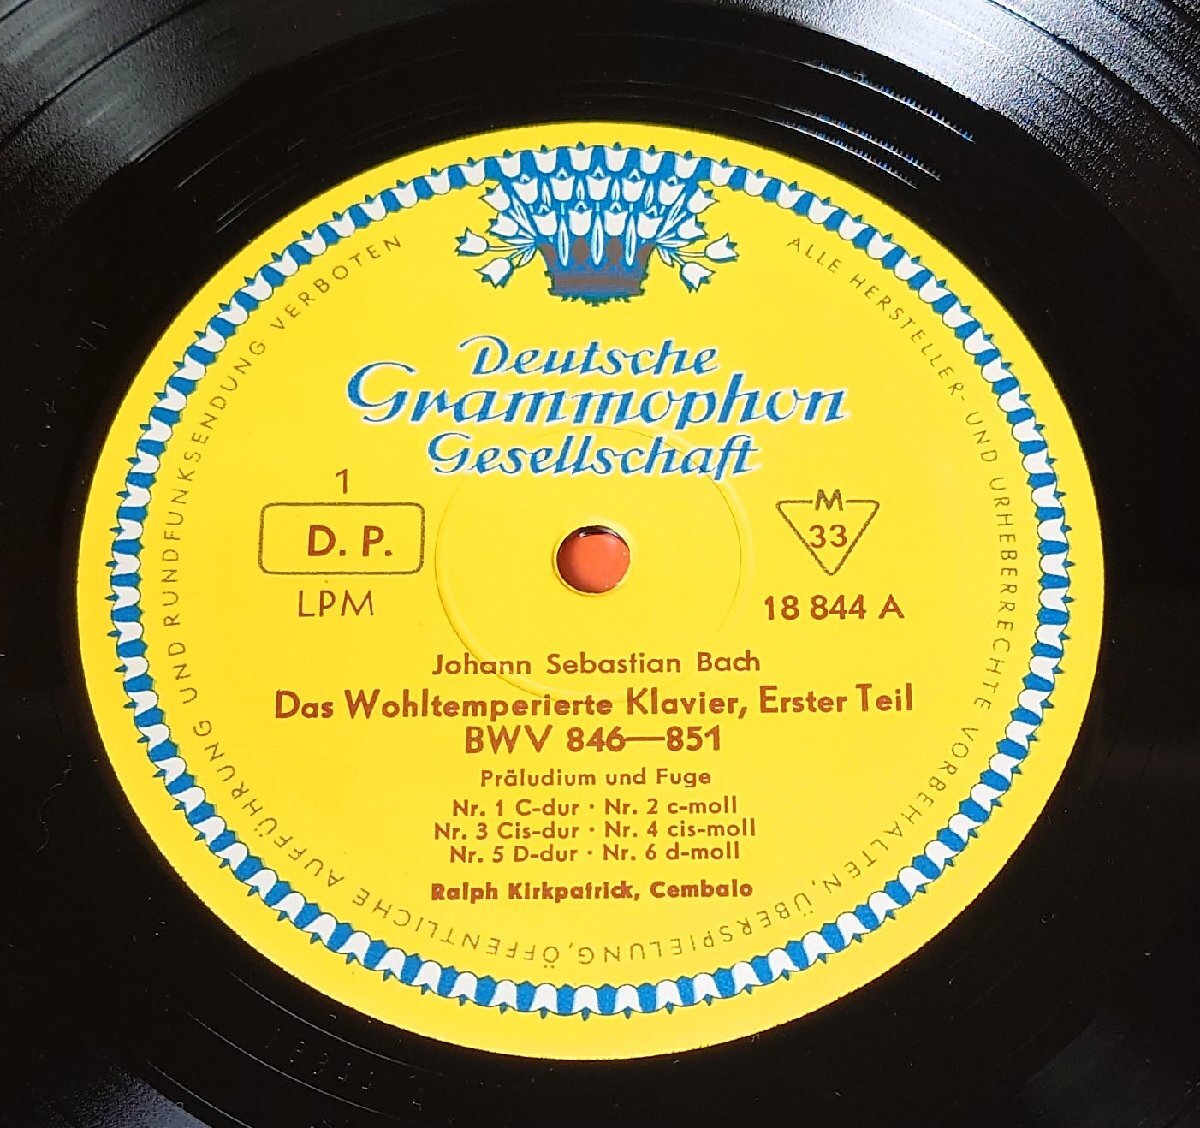 Deutsche
Grammophon
Gesellschaft
1
D. P.
LPM
M
33
18 844 A
Johann Sebastian Bach
Das Wohltemperierte Klavier, Erster Teil
BWV 846—851
Präludium und Fuge
Nr. 1 C-dur · Nr. 2 c-moll
Nr. 3 Cis-dur · Nr. 4 cis-moll
Nr. 5 D-dur · Nr. 6 d-moll
Ralph Kirkpatrick, Cembalo
ALLE HERSTELLER- UND URHEBERRECHTE VORBEHALTEN, ÜBERSPIELUNG, ÖFFENTLICHE AUFFÜHRUNG UND RUNDFUNKSENDUNG VERBOTEN